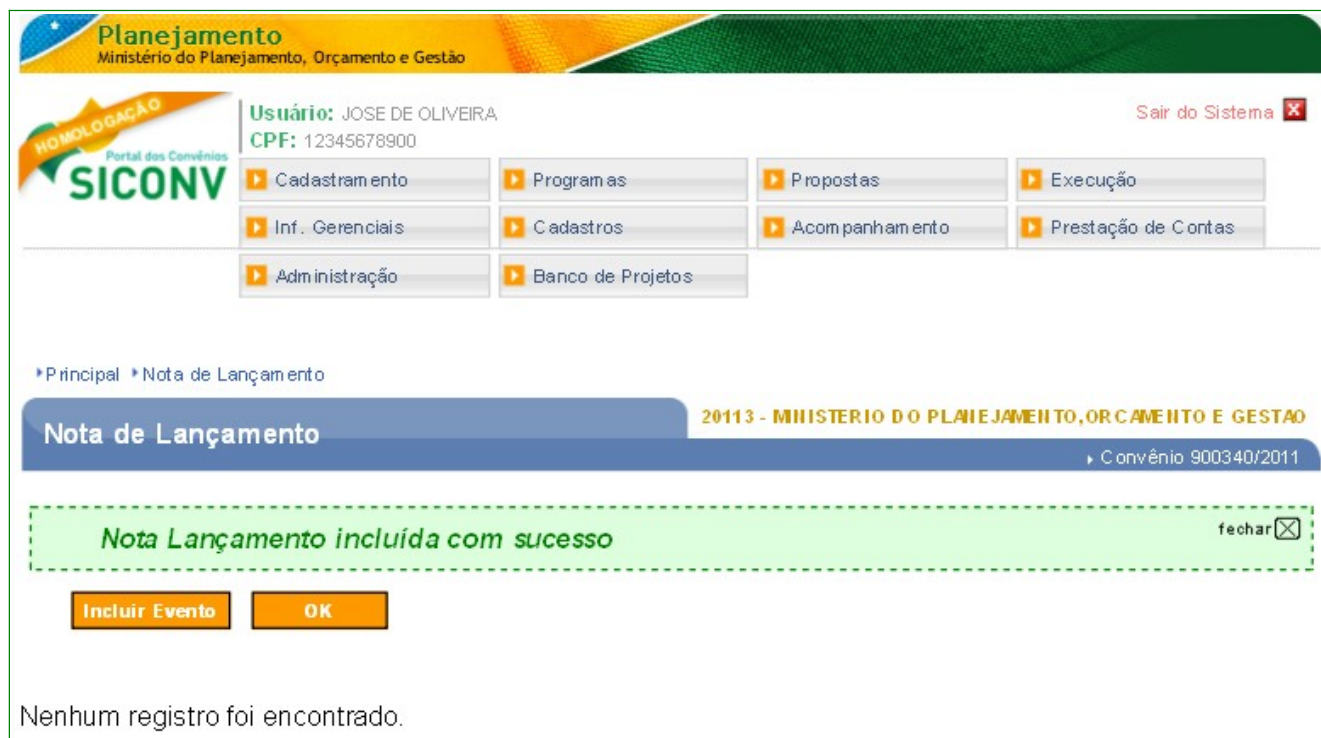 Planejamento
Ministério do Planejamento, Orçamento e Gestão
HOMOLOGAÇÃO
Portal dos Convênios
SICONV
Usuário: JOSE DE OLIVEIRA
CPF: 12345678900
Sair do Sistema
Cadastramento
Programas
Propostas
Execução
Inf. Gerenciais
Cadastros
Acompanhamento
Prestação de Contas
Administração
Banco de Projetos
Principal Nota de Lançamento
Nota de Lançamento
20113 - MINISTERIO DO PLANEJAMENTO,ORCAMENTO E GESTAO
Convênio 900340/2011
Nota Lançamento incluída com sucesso
fechar
Incluir Evento
OK
Nenhum registro foi encontrado.